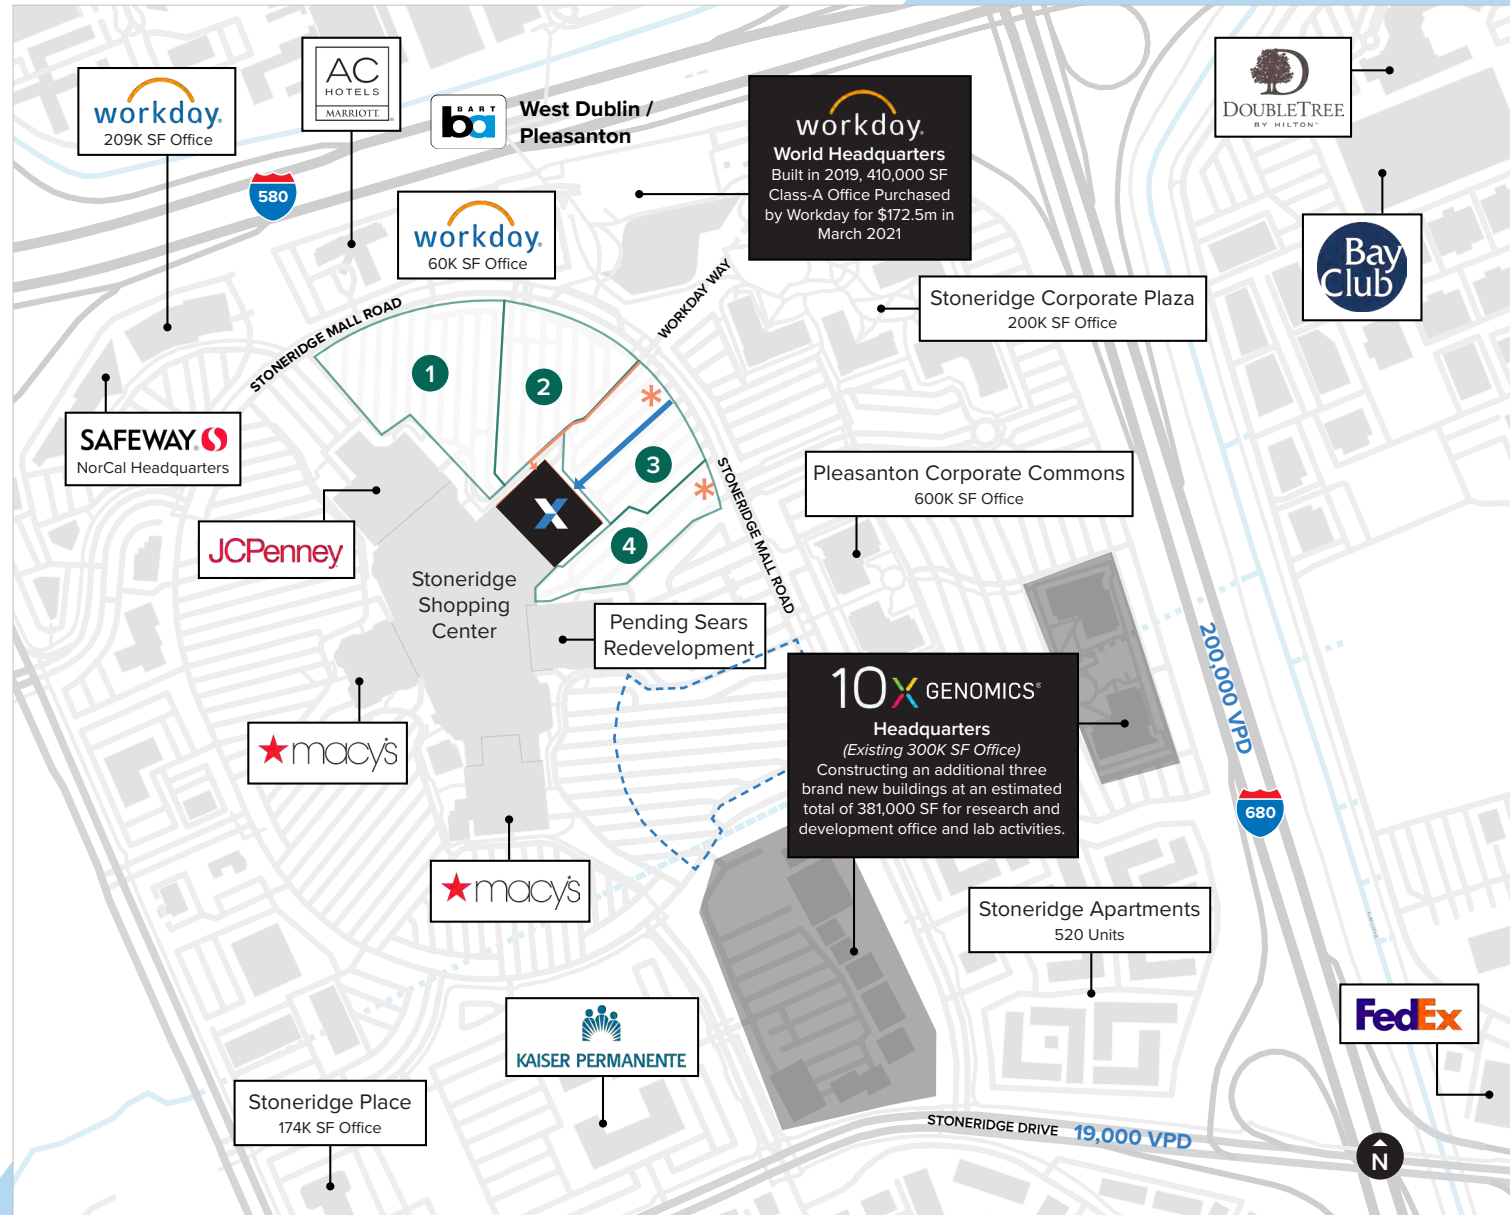 workday.
209K SF Office
AC
HOTELS
MARRIOTT
BART
ba
West Dublin /
Pleasanton
workday.
World Headquarters
Built in 2019, 410,000 SF
Class-A Office Purchased
by Workday for $172.5m in
March 2021
DOUBLETREE
BY HILTON™
580
workday.
60K SF Office
Bay
Club
WORKDAY WAY
Stoneridge Corporate Plaza
200K SF Office
STONERIDGE MALL ROAD
1
2
*
3
SAFEWAY
NorCal Headquarters
STONERIDGE MALL ROAD
Pleasanton Corporate Commons
600K SF Office
*
X
4
JCPenney
Stoneridge
Shopping
Center
Pending Sears
Redevelopment
200,000 VPD
10X GENOMICS®
Headquarters
(Existing 300K SF Office)
Constructing an additional three
brand new buildings at an estimated
total of 381,000 SF for research and
development office and lab activities.
macy's
680
macy's
Stoneridge Apartments
520 Units
FedEx
KAISER PERMANENTE
Stoneridge Place
174K SF Office
STONERIDGE DRIVE 19,000 VPD
N